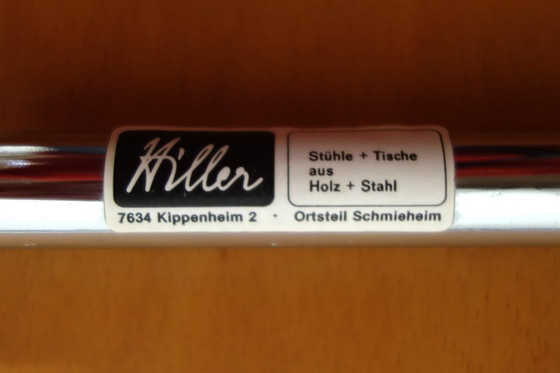 Hiller
Stühle + Tische
aus
Holz + Stahl
7634 Kippenheim 2 · Ortsteil Schmieheim